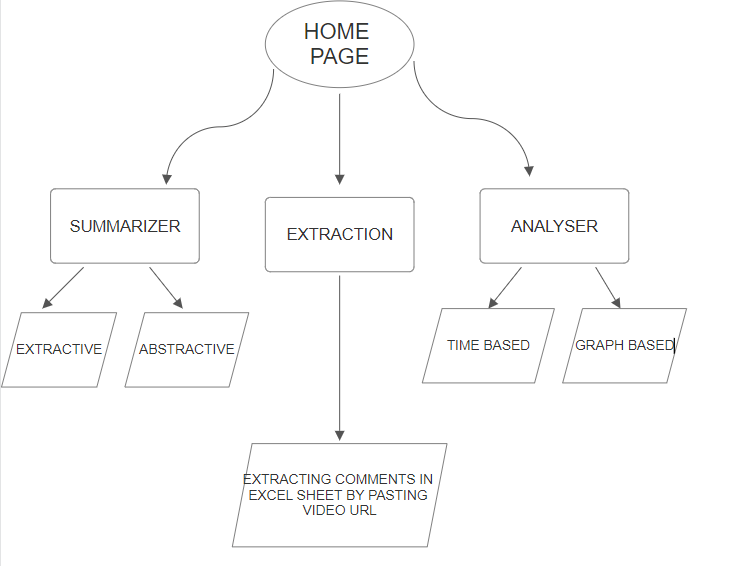 HOME
PAGE
SUMMARIZER
EXTRACTION
ANALYSER
EXTRACTIVE
ABSTRACTIVE
TIME BASED
GRAPH BASED
EXTRACTING COMMENTS IN
EXCEL SHEET BY PASTING
VIDEO URL